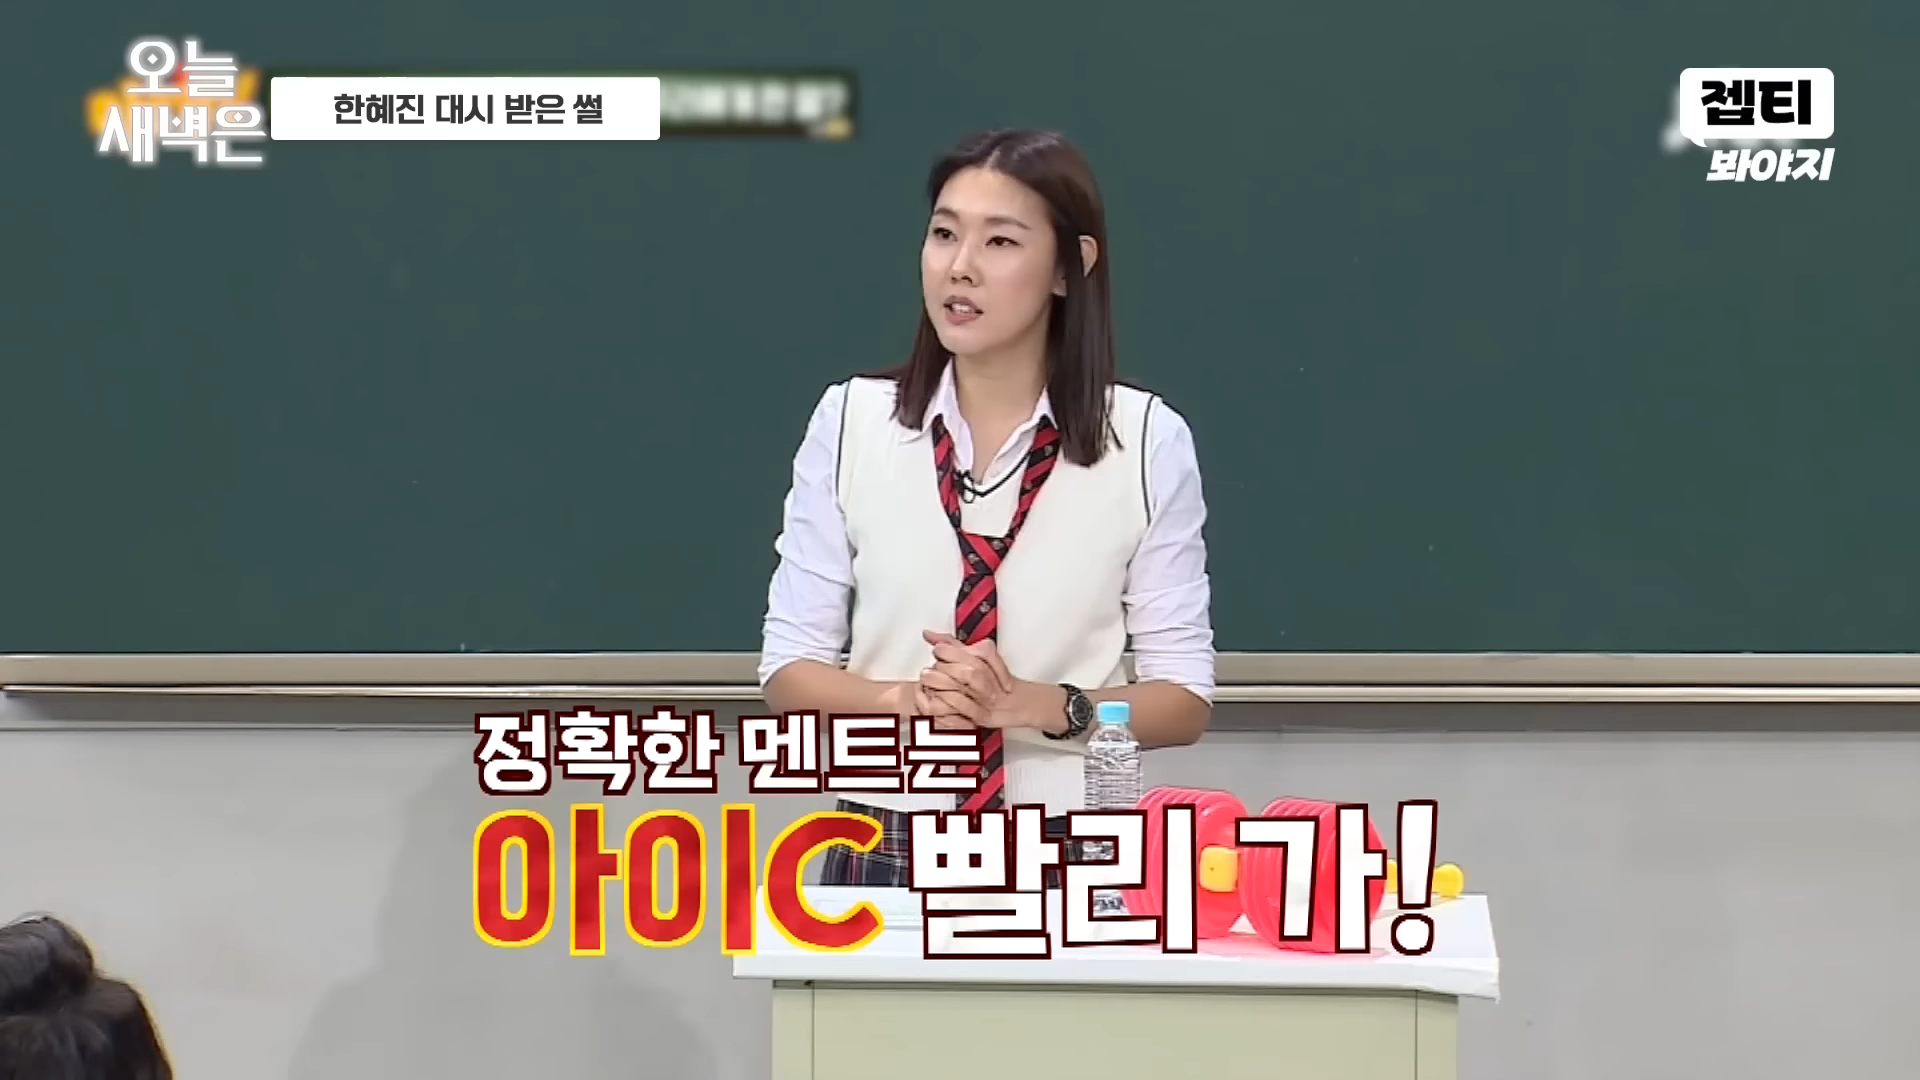 오늘
새벽은
한혜진 대시 받은 썰
젭티
봐야지
정확한 멘트는
아이C 빨리 가!